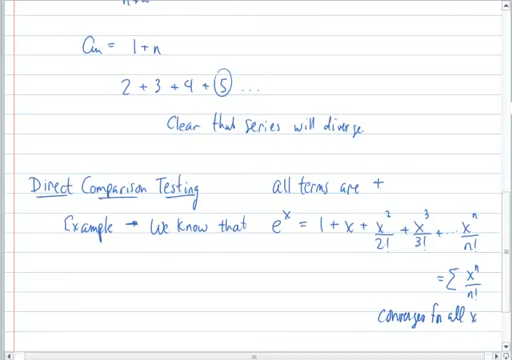 aₙ = 1 + n
2 + 3 + 4 + 5 ...
Clear that series will diverge.
Direct Comparison Testing all terms are +
Example → We know that eˣ = 1 + x + x²/2! + x³/3! + ... xⁿ/n!
= Σ xⁿ/n!
converges for all x